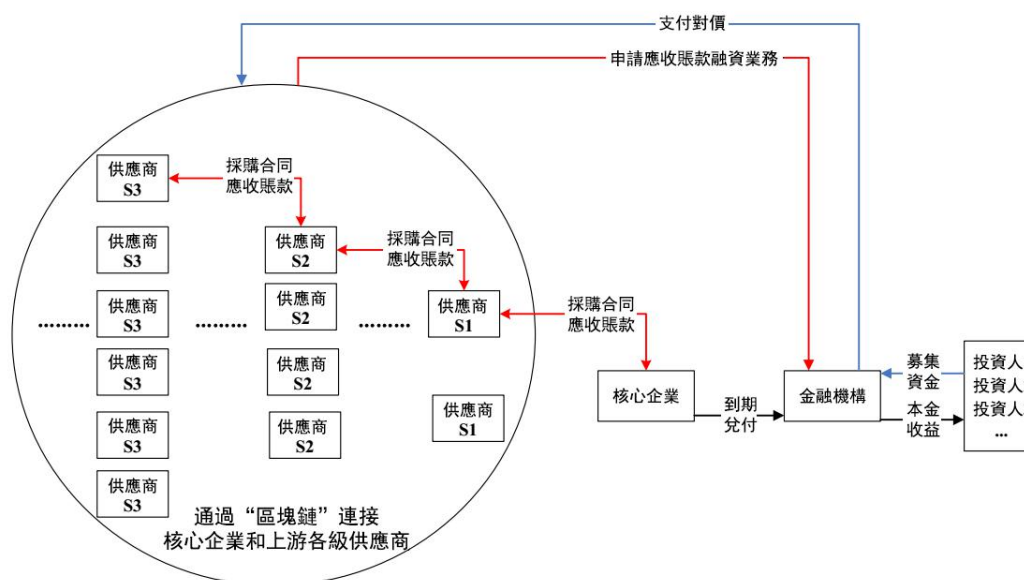 支付對價
申請應收賬款融資業務
供應商
S3
採購合同
應收賬款
供應商
S3
供應商
S2
採購合同
應收賬款
供應商
S3
供應商
S2
供應商
S1
採購合同
應收賬款
………
………
………
供應商
S3
供應商
S2
核心企業
到期
兌付
金融機構
募集
資金
本金
收益
投資人
投資人
投資人
...
供應商
S3
供應商
S2
供應商
S1
供應商
S3
通過“區塊鏈”連接
核心企業和上游各級供應商